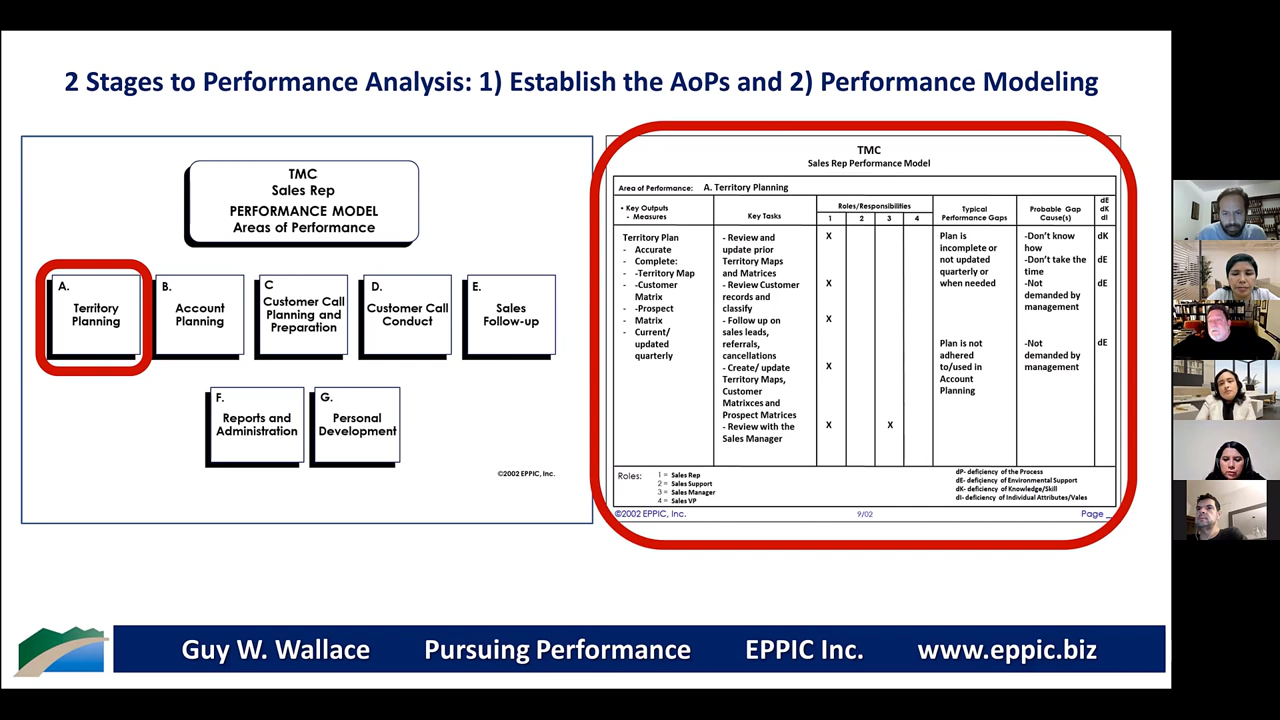 2 Stages to Performance Analysis: 1) Establish the AoPs and 2) Performance Modeling
TMC
Sales Rep
PERFORMANCE MODEL
Areas of Performance
A.
Territory
Planning
B.
Account
Planning
C
Customer Call
Planning and
Preparation
D.
Customer Call
Conduct
E.
Sales
Follow-up
F.
Reports and
Administration
G.
Personal
Development
©2002 EPPIC, Inc.
TMC
Sales Rep Performance Model
Area of Performance: A. Territory Planning
• Key Outputs
- Measures
Key Tasks
Roles/Responsibilities
1 2 3 4
Typical
Performance Gaps
Probable Gap
Cause(s)
dE
dK
dI
Territory Plan
- Accurate
- Complete:
- -Territory Map
- -Customer
Matrix
- -Prospect
- Matrix
- Current/
updated
quarterly
- Review and
update prior
Territory Maps
and Matrices
- Review Customer
records and
classify
- Follow up on
sales leads,
referrals,
cancellations
- Create/ update
Territory Maps,
Customer
Matrixces and
Prospect Matrices
- Review with the
Sales Manager
X
X
X
X
X X
Plan is
incomplete or
not updated
quarterly or
when needed
Plan is not
adhered
to/used in
Account
Planning
-Don't know
how
-Don't take the
time
-Not
demanded by
management
-Not
demanded by
management
dK
dE
dE
dE
Roles:
1 = Sales Rep
2 = Sales Support
3 = Sales Manager
4 = Sales VP
dP- deficiency of the Process
dE- deficiency of Environmental Support
dK- deficiency of Knowledge/Skill
dI- deficiency of Individual Attributes/Vales
©2002 EPPIC, Inc. 9/02 Page _
Guy W. Wallace Pursuing Performance EPPIC Inc. www.eppic.biz